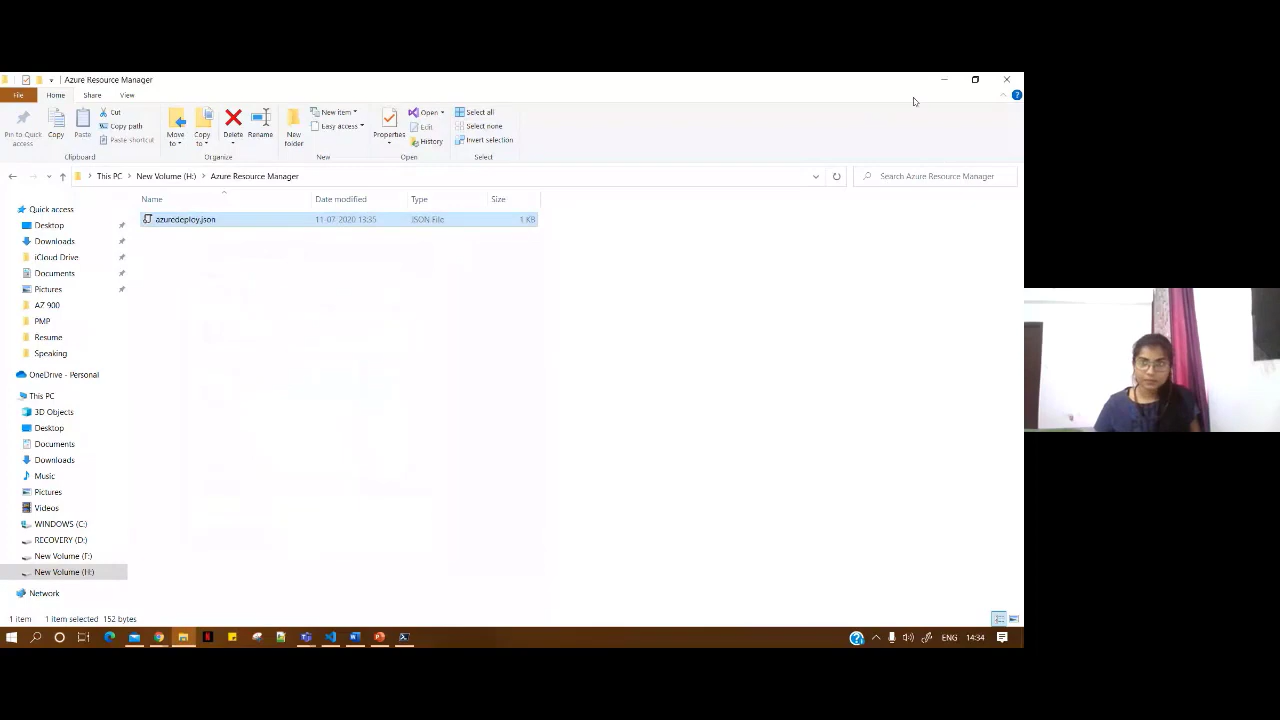 Azure Resource Manager
File Home Share View
Pin to Quick access
Copy
Paste
Cut
Copy path
Paste shortcut
Clipboard
Move to
Copy to
Delete
Rename
Organize
New folder
New item
Easy access
New
Properties
Open
Edit
History
Open
Select all
Select none
Invert selection
Select
This PC > New Volume (H:) > Azure Resource Manager
Search Azure Resource Manager
Name Date modified Type Size
azuredeploy.json 11-07-2020 13:35 JSON File 1 KB
Quick access
Desktop
Downloads
iCloud Drive
Documents
Pictures
AZ-900
PMP
Resume
Speaking
OneDrive - Personal
This PC
3D Objects
Desktop
Documents
Downloads
Music
Pictures
Videos
WINDOWS (C:)
RECOVERY (D:)
New Volume (F:)
New Volume (H:)
Network
1 item 1 item selected 152 bytes
ENG 14:34